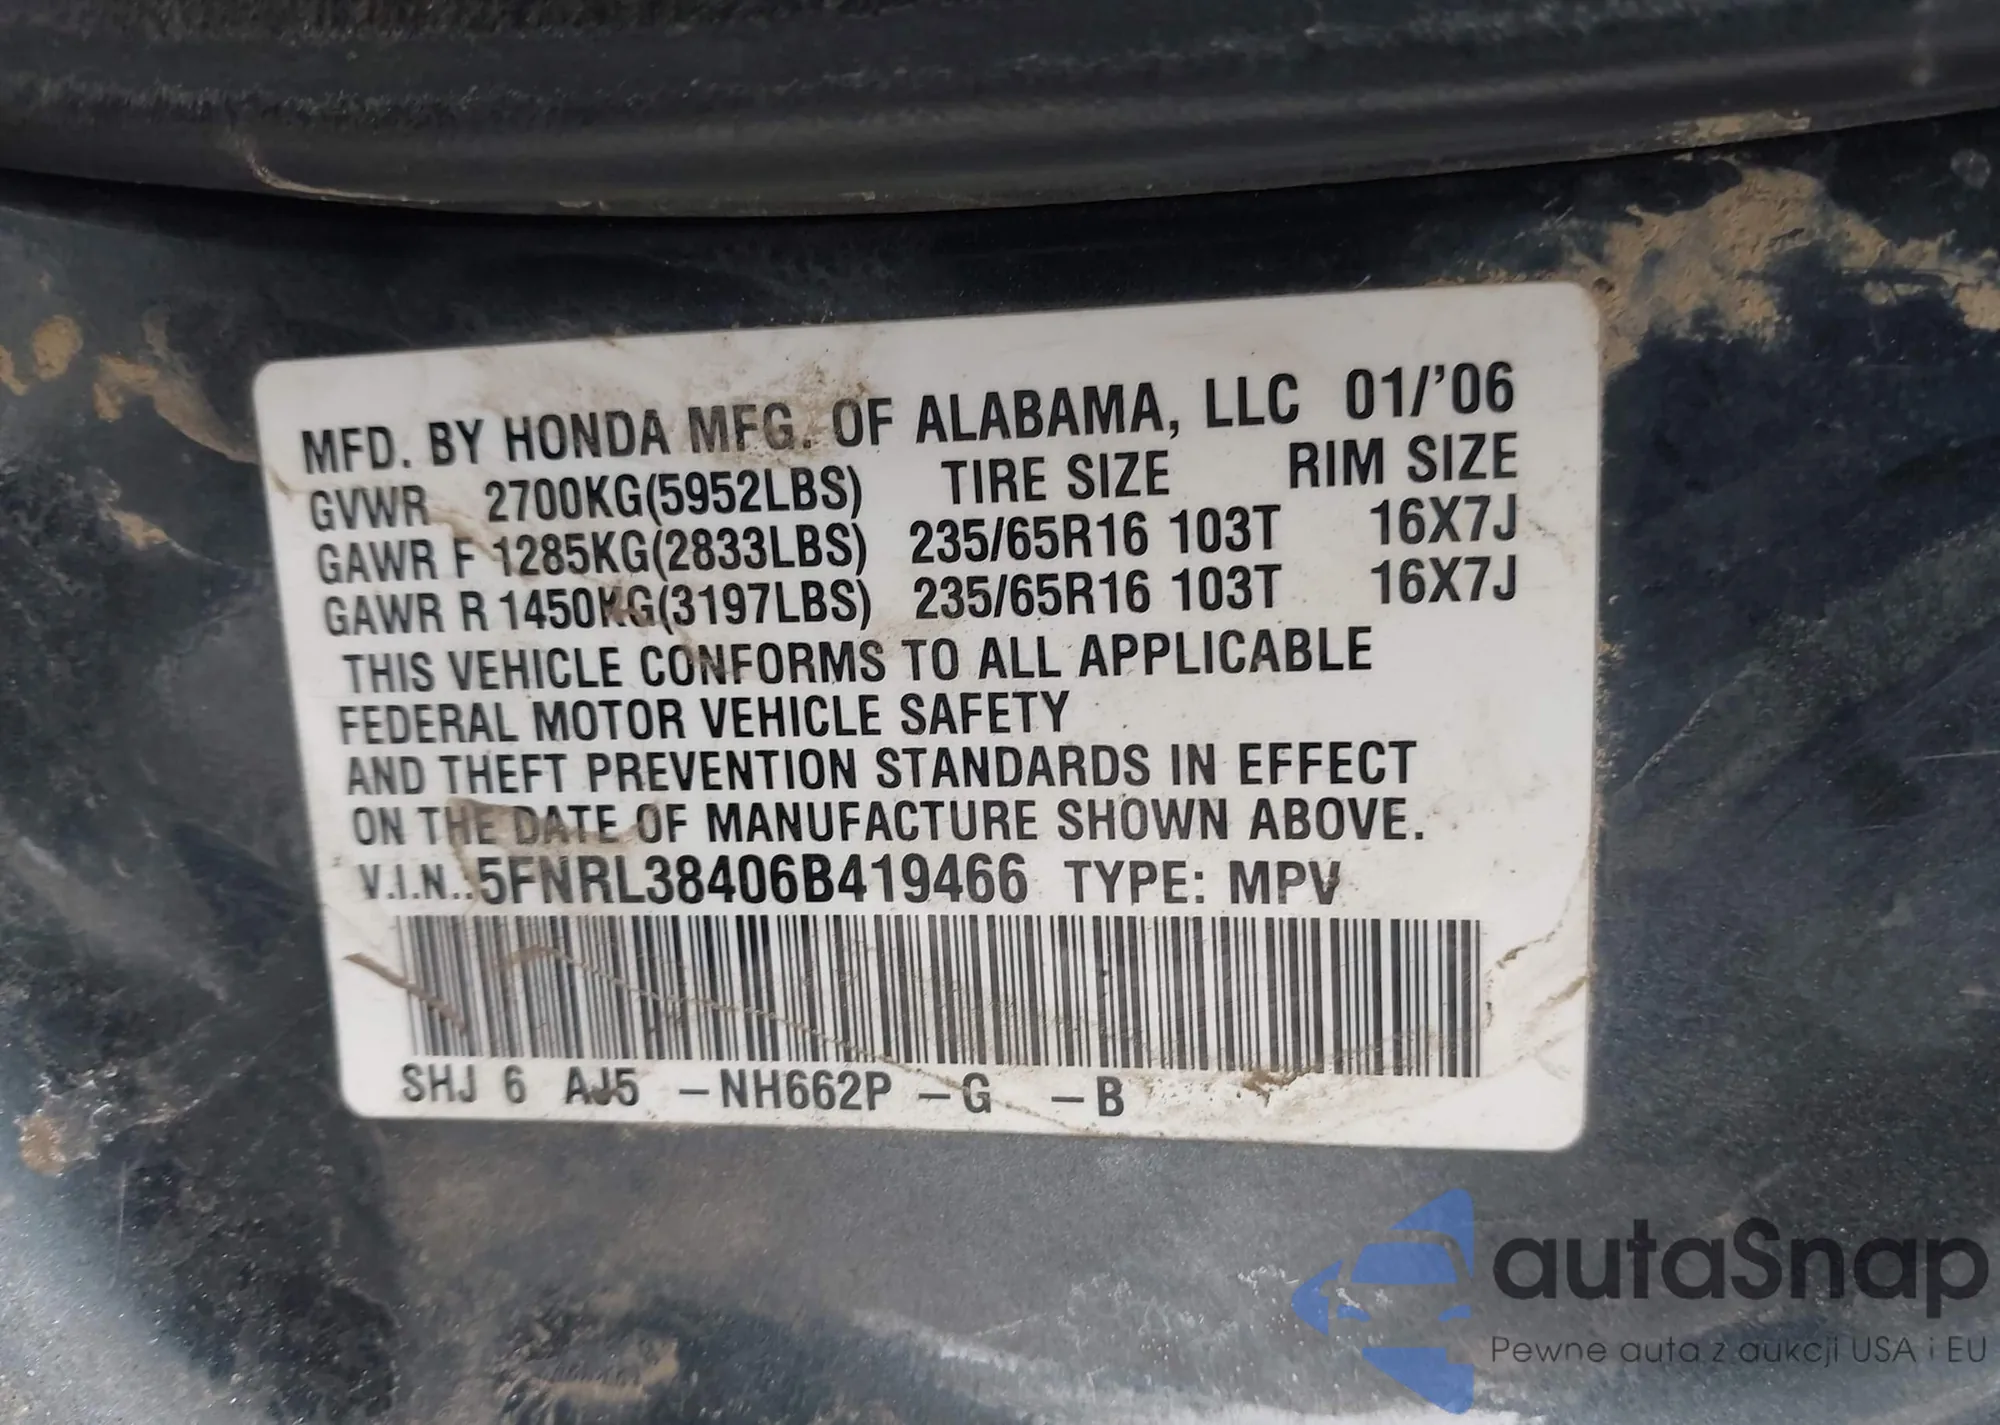 MFD. BY HONDA MFG. OF ALABAMA, LLC 01/'06
GVWR 2700KG(5952LBS) TIRE SIZE RIM SIZE
GAWR F 1285KG(2833LBS) 235/65R16 103T 16X7J
GAWR R 1450KG(3197LBS) 235/65R16 103T 16X7J
THIS VEHICLE CONFORMS TO ALL APPLICABLE
FEDERAL MOTOR VEHICLE SAFETY
AND THEFT PREVENTION STANDARDS IN EFFECT
ON THE DATE OF MANUFACTURE SHOWN ABOVE.
V.I.N.:5FNRL38406B419466 TYPE: MPV
SHJ 6 AJ5 –NH662P –G –B
autaSnap
Pewne auta z aukcji USA i EU